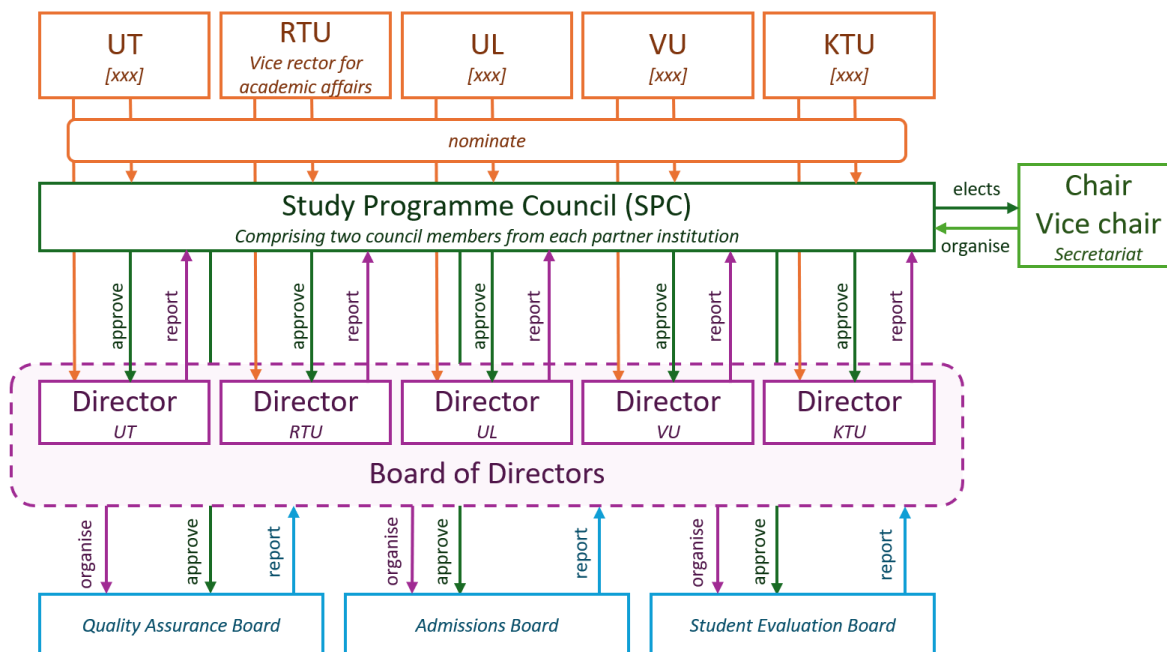 UT
[xxx]
RTU
Vice rector for
academic affairs
UL
[xxx]
VU
[xxx]
KTU
[xxx]
nominate
Study Programme Council (SPC)
Comprising two council members from each partner institution
elects
organise
Chair
Vice chair
Secretariat
approve
report
approve
report
approve
report
approve
report
approve
report
Director
UT
Director
RTU
Director
UL
Director
VU
Director
KTU
Board of Directors
organise
approve
report
organise
approve
report
organise
approve
report
Quality Assurance Board
Admissions Board
Student Evaluation Board